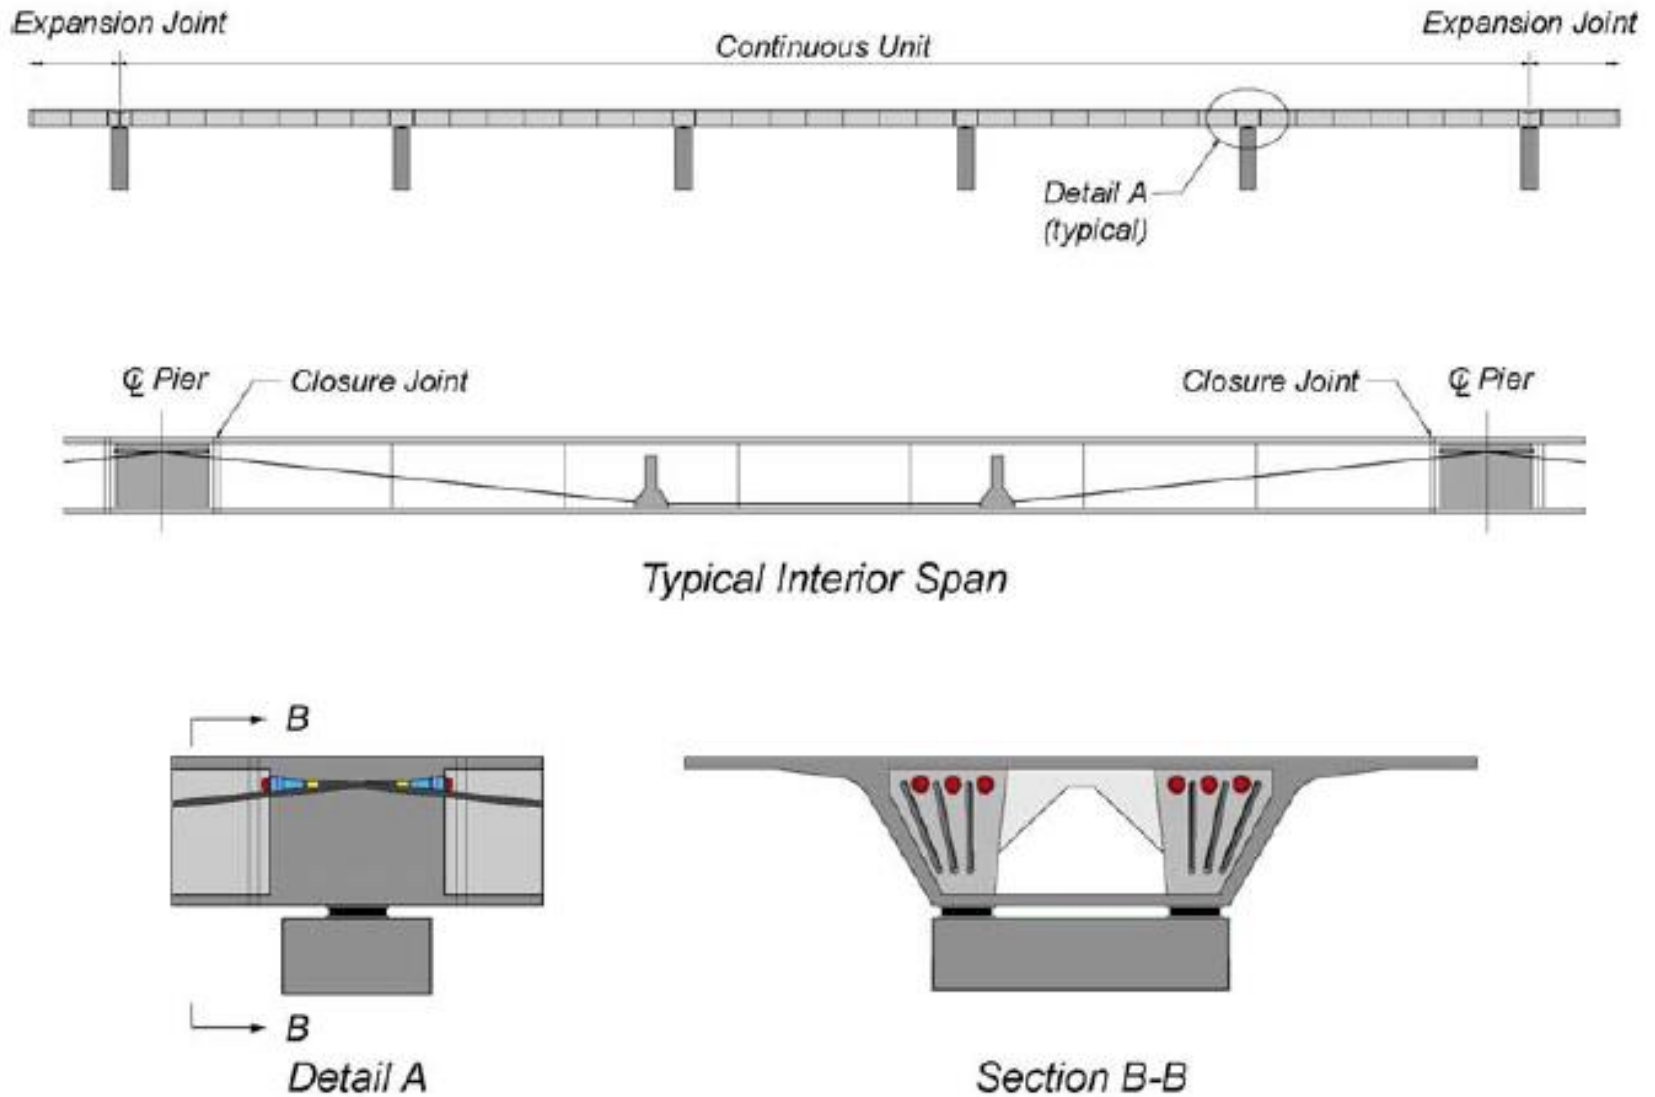 Expansion Joint
Expansion Joint
Continuous Unit
Detail A
(typical)
℄ Pier
Closure Joint
Closure Joint
℄ Pier
Typical Interior Span
B
B
Detail A
Section B-B